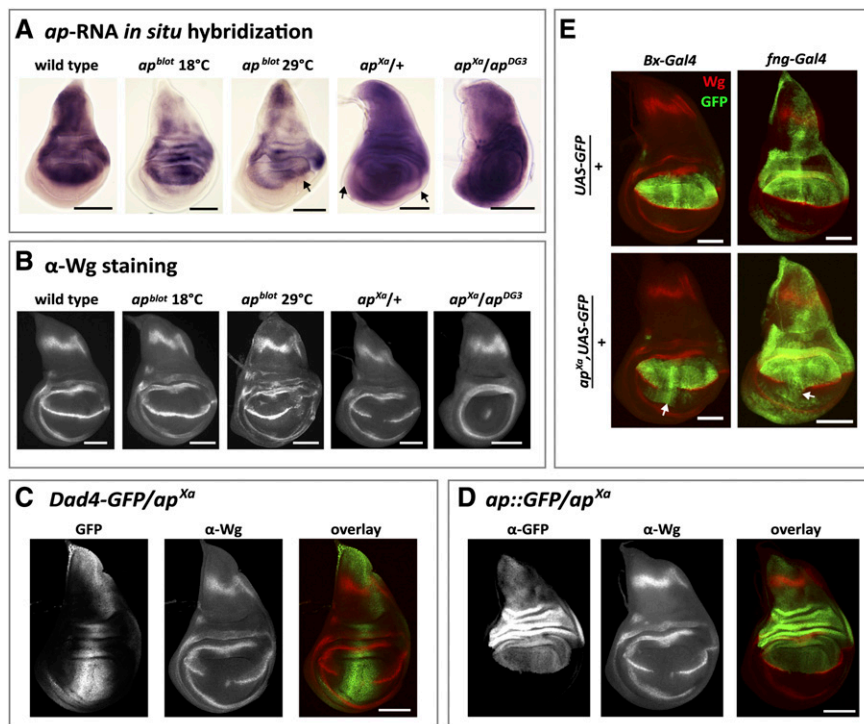 A ap-RNA in situ hybridization
wild type ap^blot 18°C ap^blot 29°C ap^Xa/+ ap^Xa/ap^DG3
B α-Wg staining
wild type ap^blot 18°C ap^blot 29°C ap^Xa/+ ap^Xa/ap^DG3
C Dad4-GFP/ap^Xa
GFP α-Wg overlay
D ap::GFP/ap^Xa
α-GFP α-Wg overlay
E
Bx-Gal4 fng-Gal4
Wg
GFP
UAS-GFP
+
ap^Xa,UAS-GFP
+